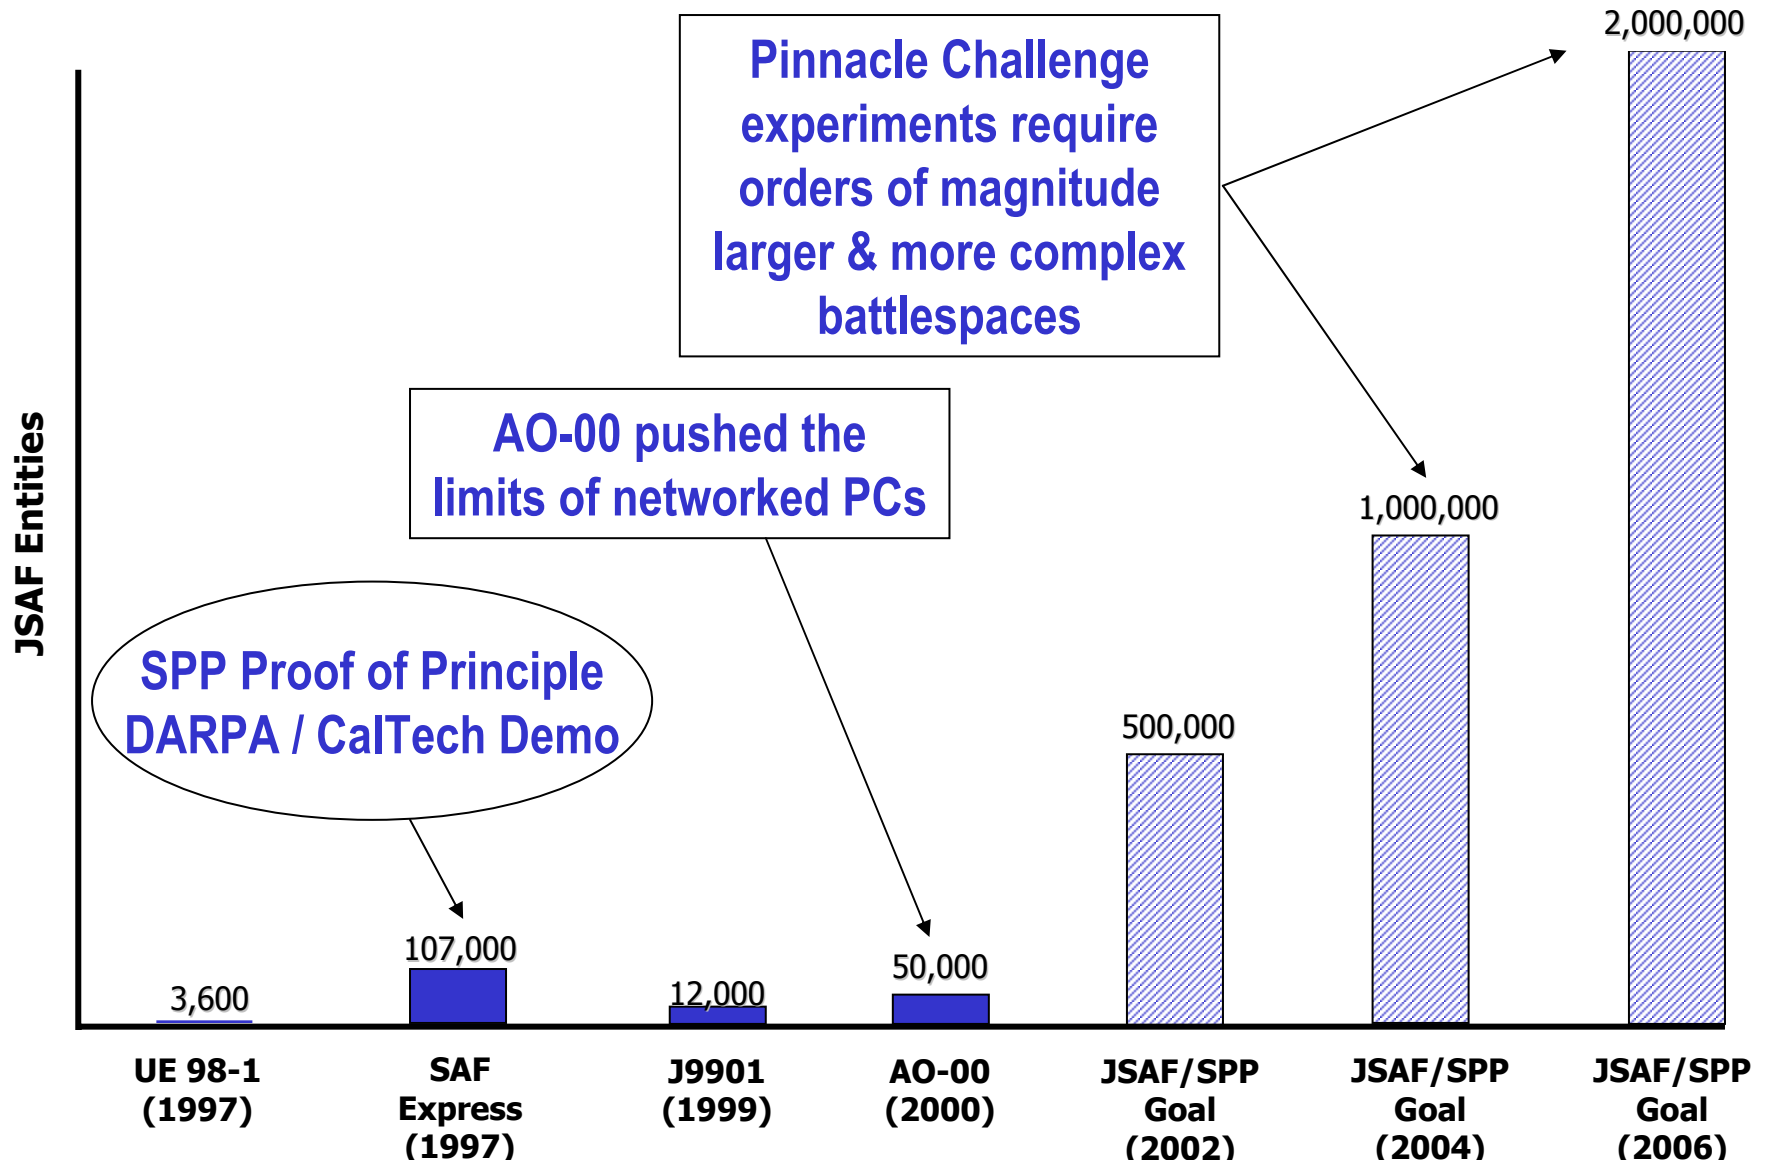 2,000,000
Pinnacle Challenge
experiments require
orders of magnitude
larger & more complex
battlespaces
AO-00 pushed the
limits of networked PCs
1,000,000
JSAF Entities
SPP Proof of Principle
DARPA / CalTech Demo
500,000
107,000
50,000
12,000
3,600
UE 98-1
(1997)
SAF
Express
(1997)
J9901
(1999)
AO-00
(2000)
JSAF/SPP
Goal
(2002)
JSAF/SPP
Goal
(2004)
JSAF/SPP
Goal
(2006)